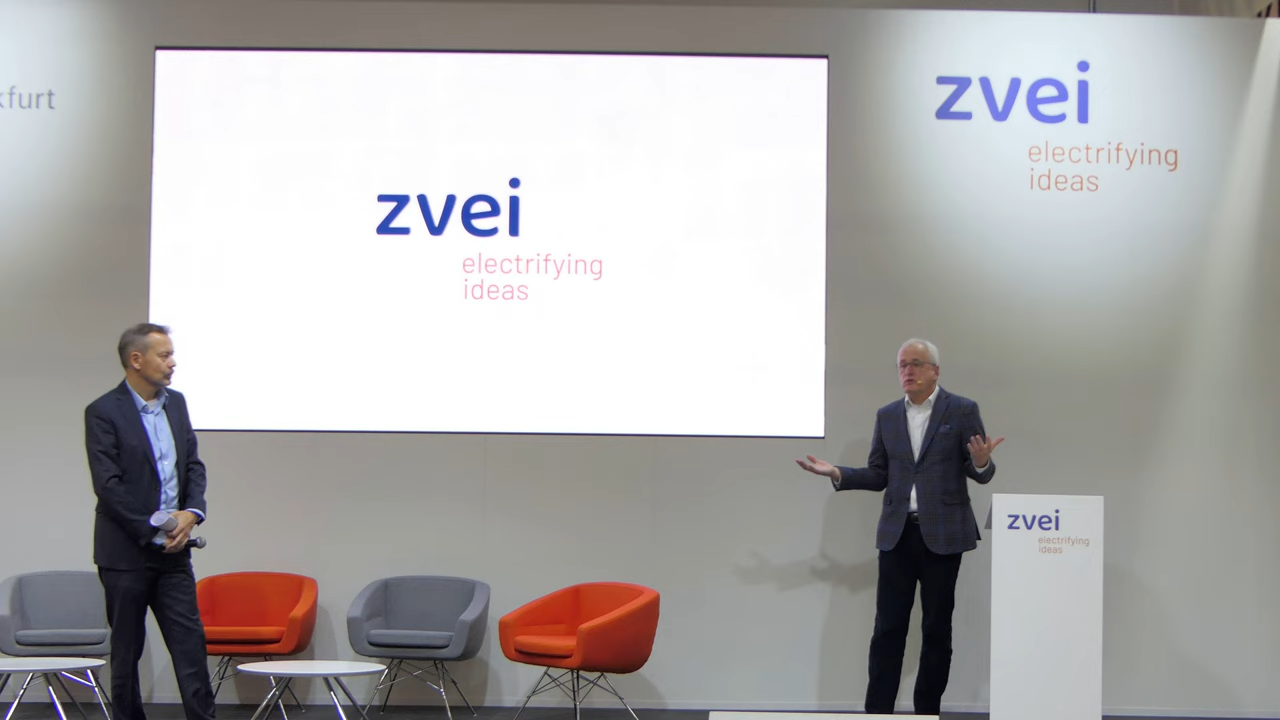 kfurt
zvei
electrifying
ideas
zvei
electrifying
ideas
zvei
electrifying
ideas